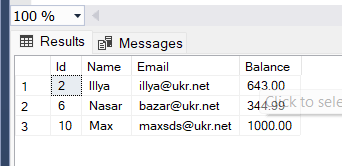 100 %
Results Messages
Id Name Email Balance
1 2 Illya illya@ukr.net 643.00
2 6 Nasar bazar@ukr.net 344.99
Click to sele
3 10 Max maxsds@ukr.net 1000.00